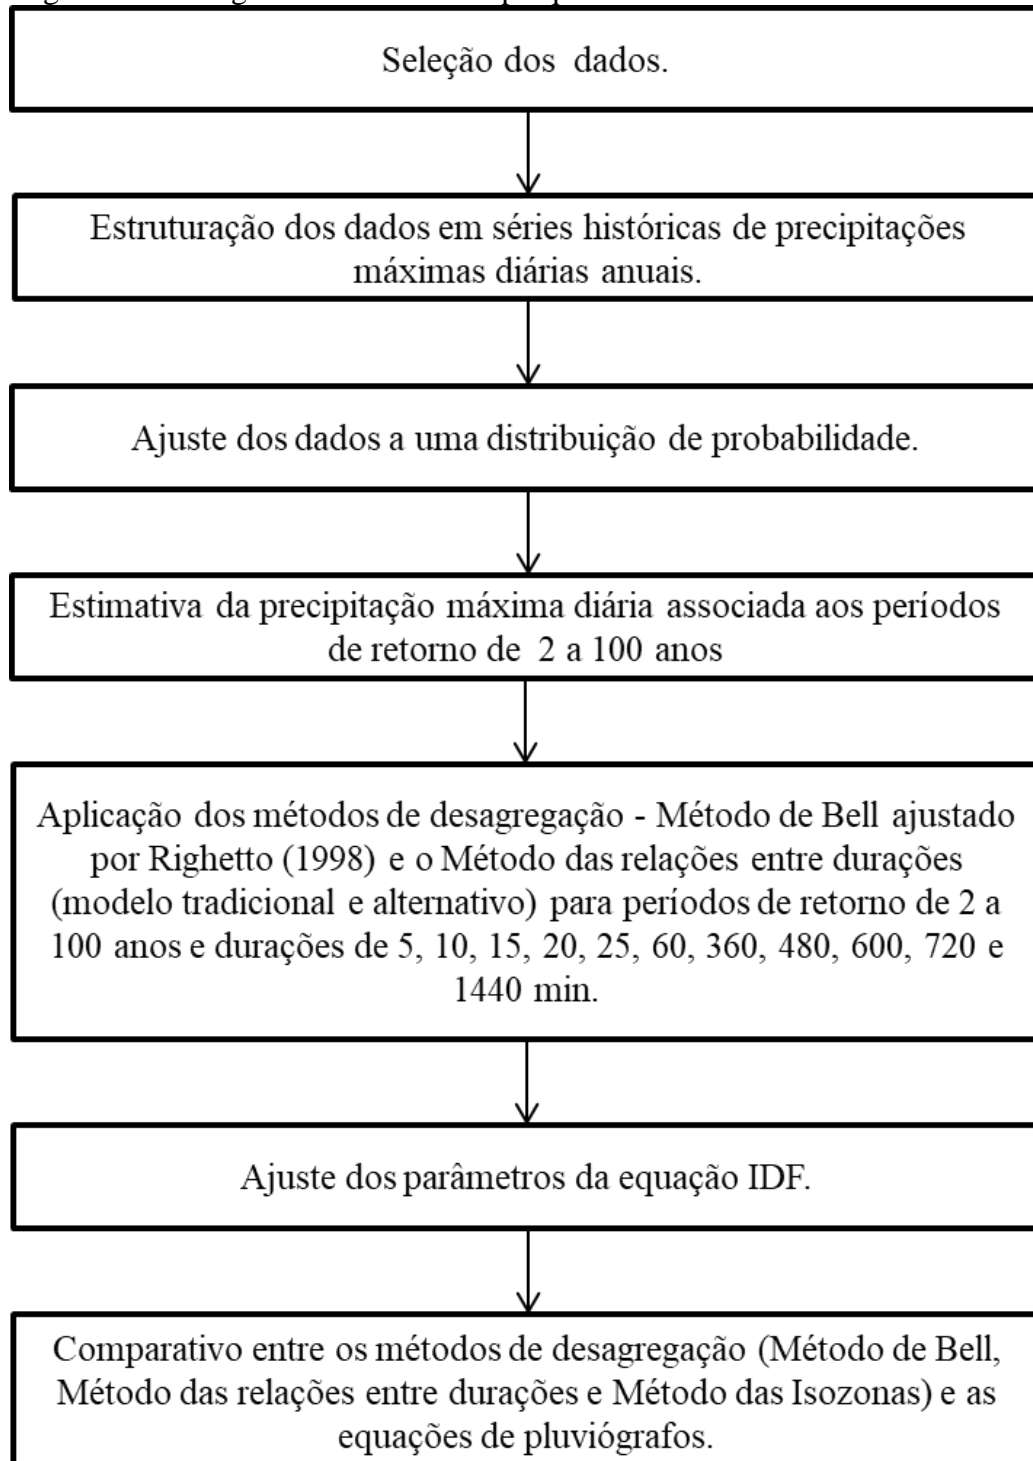 Seleção dos dados.
Estruturação dos dados em séries históricas de precipitações
máximas diárias anuais.
Ajuste dos dados a uma distribuição de probabilidade.
Estimativa da precipitação máxima diária associada aos períodos
de retorno de 2 a 100 anos
Aplicação dos métodos de desagregação - Método de Bell ajustado
por Righetto (1998) e o Método das relações entre durações
(modelo tradicional e alternativo) para períodos de retorno de 2 a
100 anos e durações de 5, 10, 15, 20, 25, 60, 360, 480, 600, 720 e
1440 min.
Ajuste dos parâmetros da equação IDF.
Comparativo entre os métodos de desagregação (Método de Bell,
Método das relações entre durações e Método das Isozonas) e as
equações de pluviógrafos.